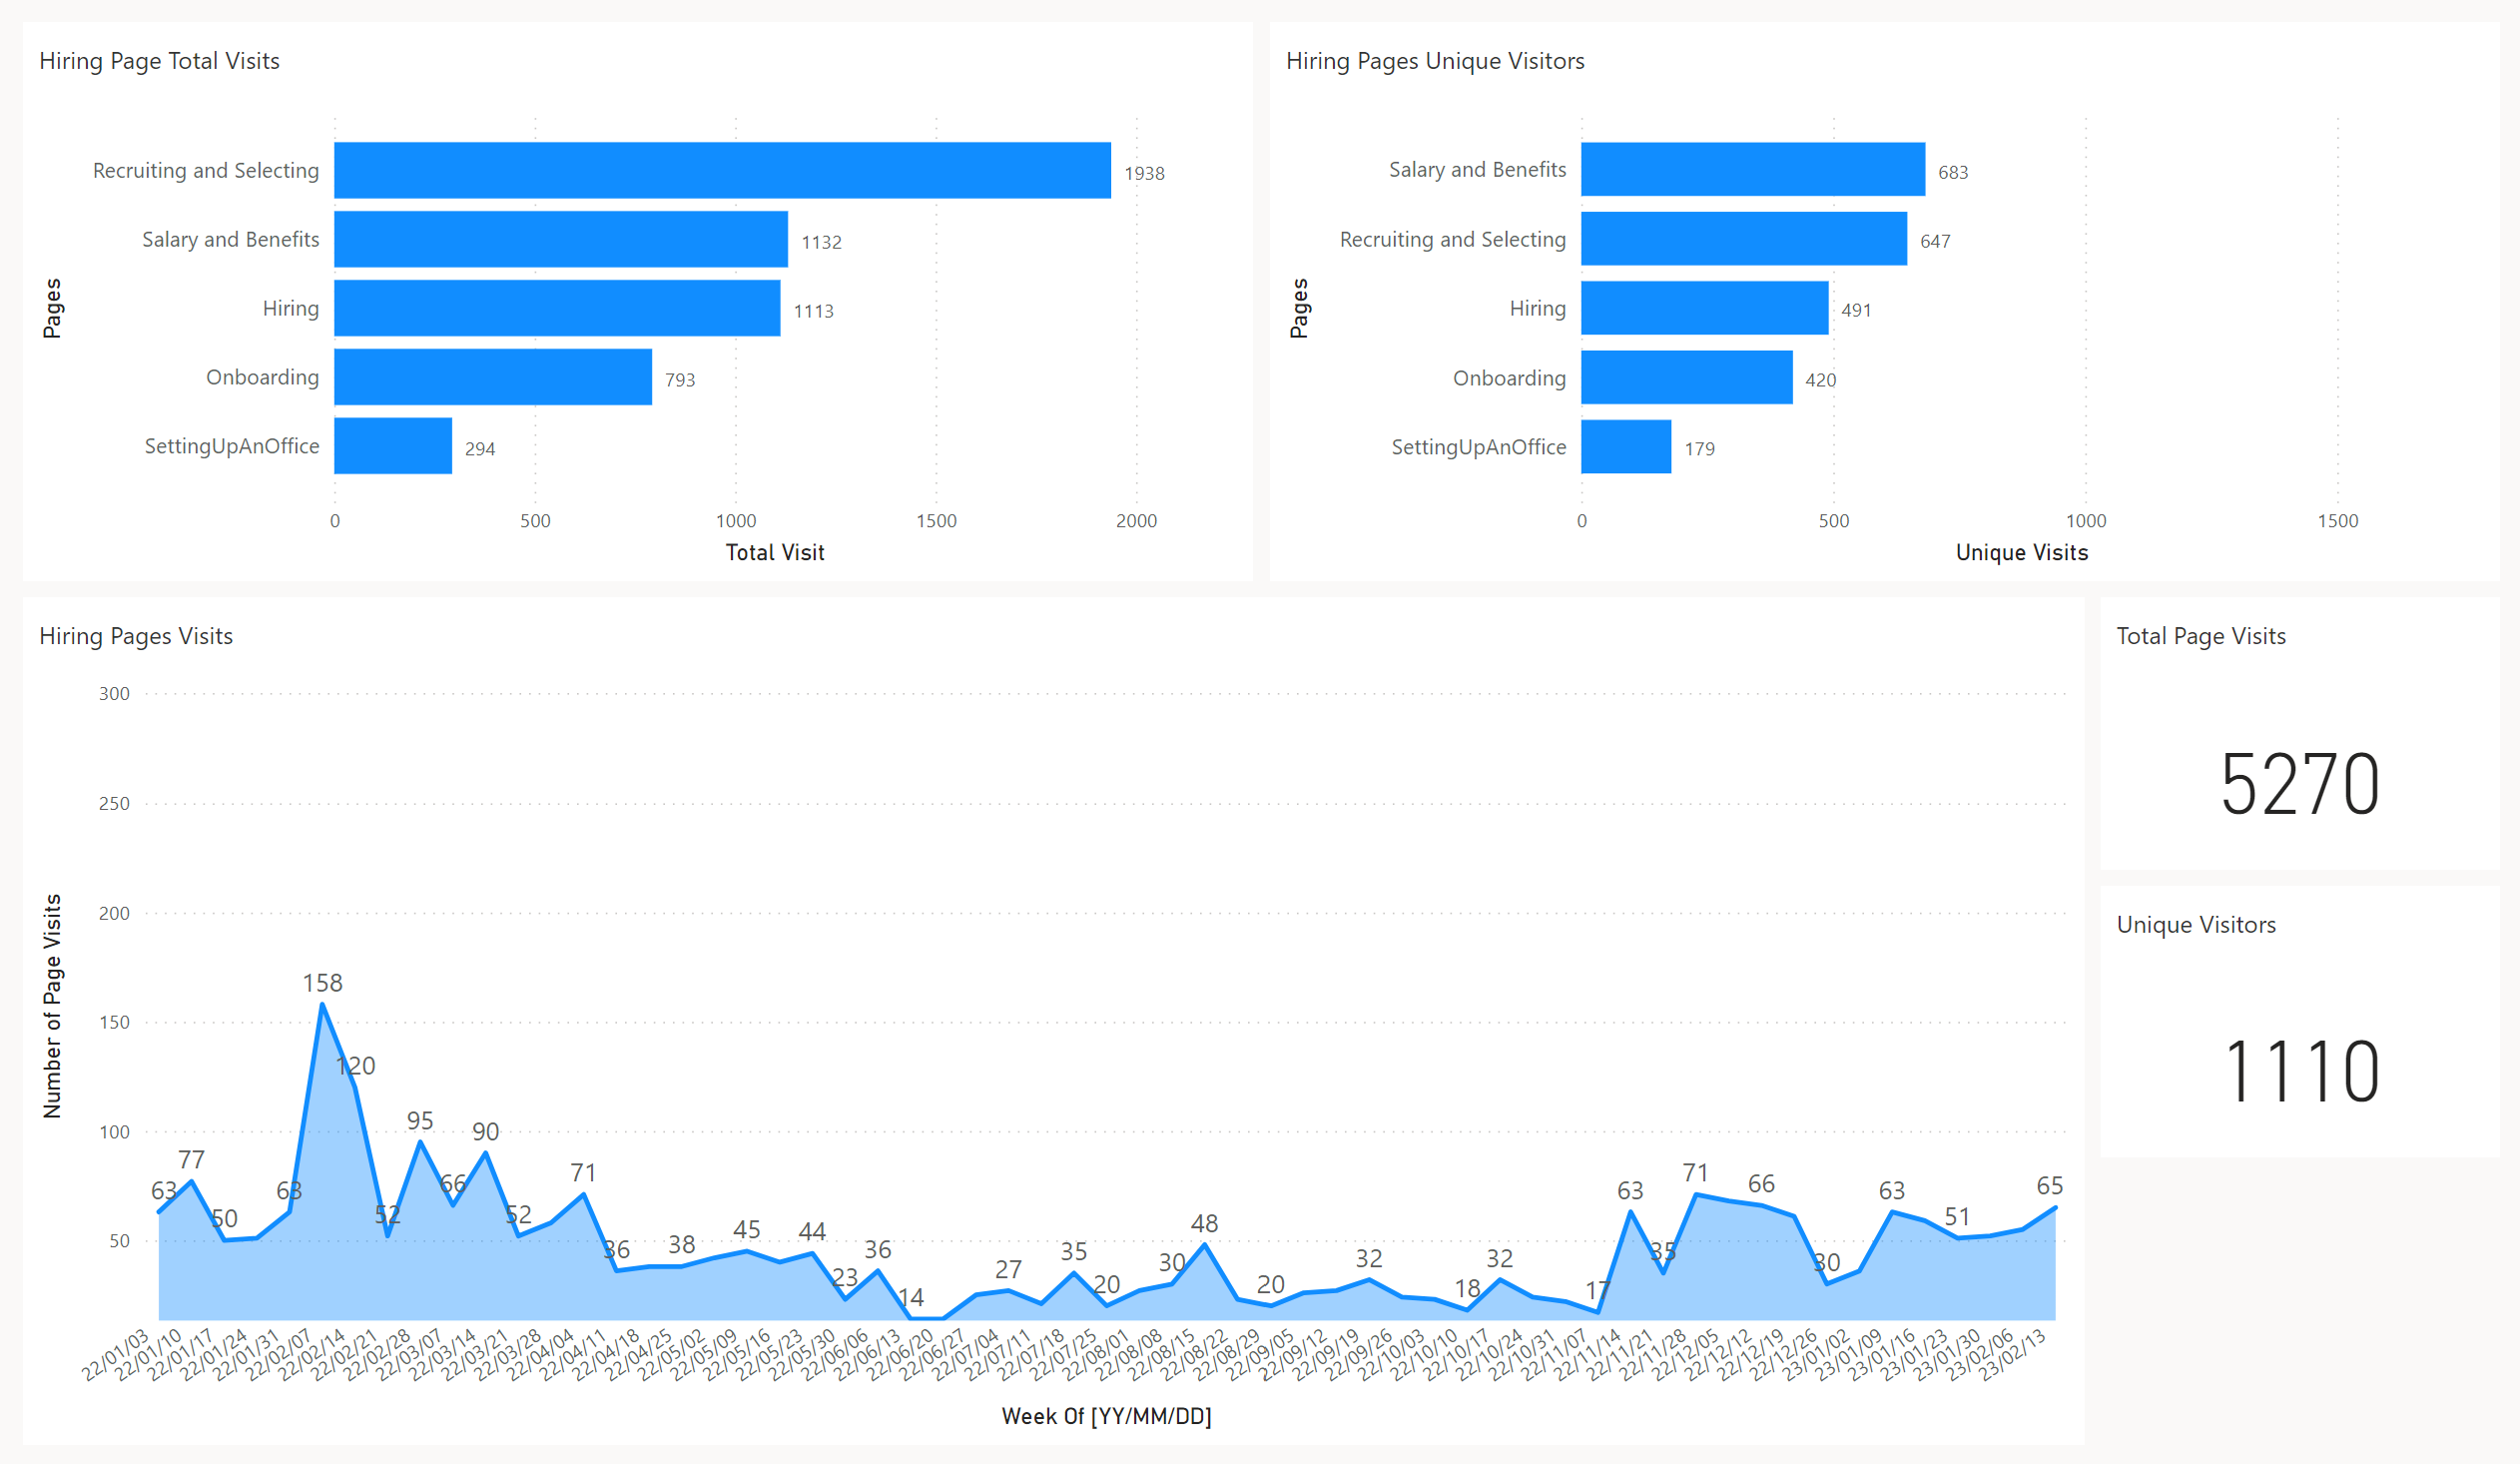 Hiring Page Total Visits
Pages
Recruiting and Selecting 1938
Salary and Benefits 1132
Hiring 1113
Onboarding 793
SettingUpAnOffice 294
0 500 1000 1500 2000
Total Visit
Hiring Pages Unique Visitors
Pages
Salary and Benefits 683
Recruiting and Selecting 647
Hiring 491
Onboarding 420
SettingUpAnOffice 179
0 500 1000 1500
Unique Visits
Hiring Pages Visits
Number of Page Visits
300
250
200
150
100
50
63 77 50 63 158 120 52 95 66 90 52 71 36 38 45 44 23 36 14 27 35 20 30 48 20 32 18 32 17 63 35 71 66 30 63 51 65
22/01/03 22/01/10 22/01/17 22/01/24 22/01/31 22/02/07 22/02/14 22/02/21 22/02/28 22/03/07 22/03/14 22/03/21 22/03/28 22/04/04 22/04/11 22/04/18 22/04/25 22/05/02 22/05/09 22/05/16 22/05/23 22/05/30 22/06/06 22/06/13 22/06/20 22/06/27 22/07/04 22/07/11 22/07/18 22/07/25 22/08/01 22/08/08 22/08/15 22/08/22 22/08/29 22/09/05 22/09/12 22/09/19 22/09/26 22/10/03 22/10/10 22/10/17 22/10/24 22/10/31 22/11/07 22/11/14 22/11/21 22/11/28 22/12/05 22/12/12 22/12/19 22/12/26 23/01/02 23/01/09 23/01/16 23/01/23 23/01/30 23/02/06 23/02/13
Week Of [YY/MM/DD]
Total Page Visits
5270
Unique Visitors
1110